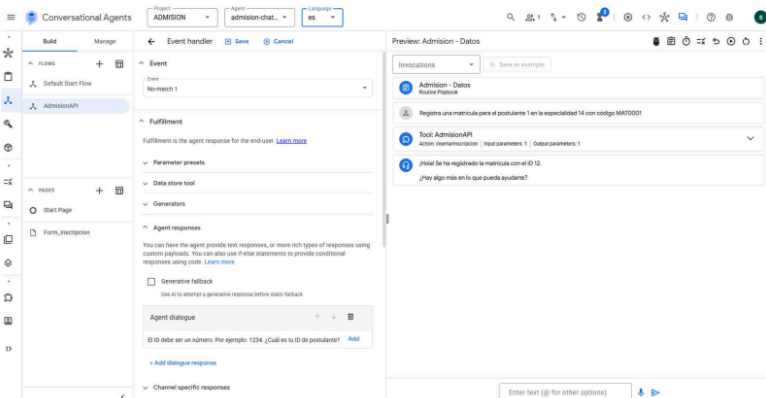 Conversational Agents
Project
ADMISION
Agent
admision-chat...
Language
es
1
2
S
Build
Manage
FLOWS
Default Start Flow
AdmisionAPI
PAGES
Start Page
Form_Inscripcion
Event handler
Save
Cancel
Event
Event
No-match 1
Fulfillment
Fulfillment is the agent response for the end-user. Learn more
Parameter presets
Data store tool
Generators
Agent responses
You can have the agent provide text responses, or more rich types of responses using
custom payloads. You can also use if-else statements to provide conditional
responses using code. Learn more
Generative fallback
Use AI to attempt a generative response before static fallback
Agent dialogue
El ID debe ser un número. Por ejemplo: 1234. ¿Cuál es tu ID de postulante?
Add
+ Add dialogue response
Channel specific responses
Preview: Admision - Datos
Invocations
+ Save as example
Admision - Datos
Routine Playbook
Registra una matricula para el postulante 1 en la especialidad 14 con código MAT0001
Tool: AdmisionAPI
Action: insertarInscripcion | Input parameters: 1 | Output parameters: 1
¡Hola! Se ha registrado la matricula con el ID 12.
¿Hay algo más en lo que pueda ayudarte?
Enter text (@ for other options)